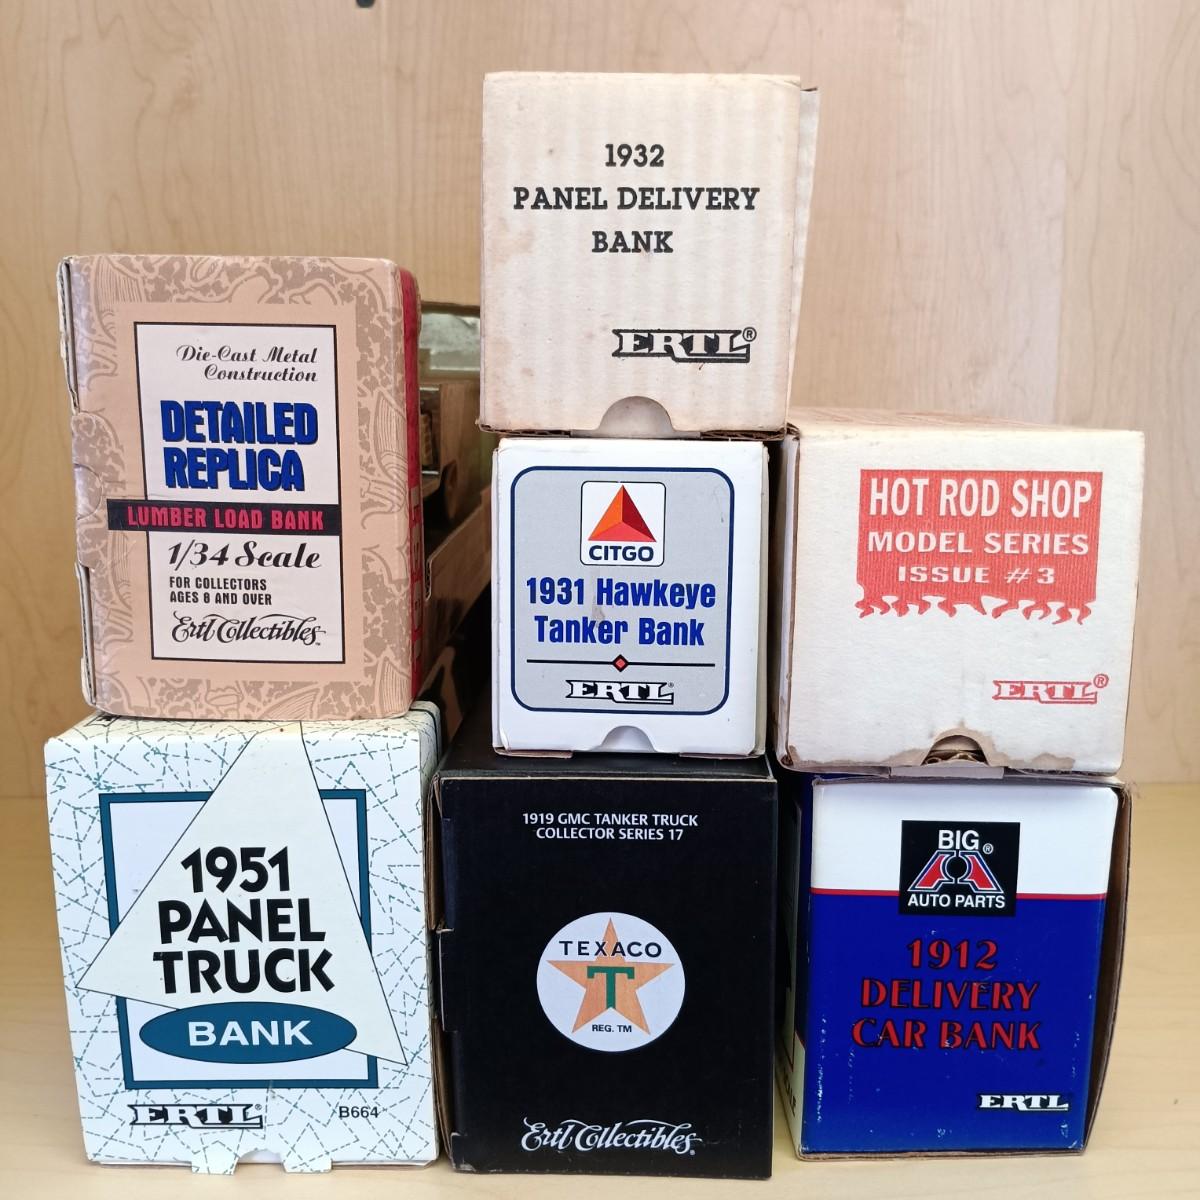 1932
PANEL DELIVERY
BANK
ERTL®
Die-Cast Metal
Construction
DETAILED
REPLICA
LUMBER LOAD BANK
1/34 Scale
FOR COLLECTORS
AGES 8 AND OVER
Ertl Collectibles™
CITGO
1931 Hawkeye
Tanker Bank
ERTL®
HOT ROD SHOP
MODEL SERIES
ISSUE #3
ERTL®
1951
PANEL
TRUCK
BANK
ERTL®
B664
1919 GMC TANKER TRUCK
COLLECTOR SERIES 17
TEXACO
T
REG. TM
Ertl Collectibles®
BIG A®
AUTO PARTS
1912
DELIVERY
CAR BANK
ERTL